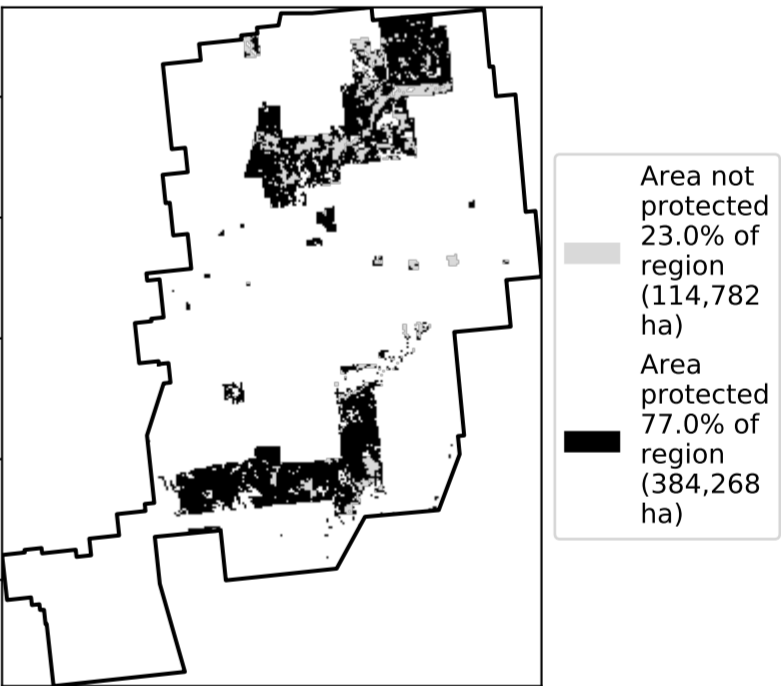 Area not
protected
23.0% of
region
(114,782
ha)
Area
protected
77.0% of
region
(384,268
ha)